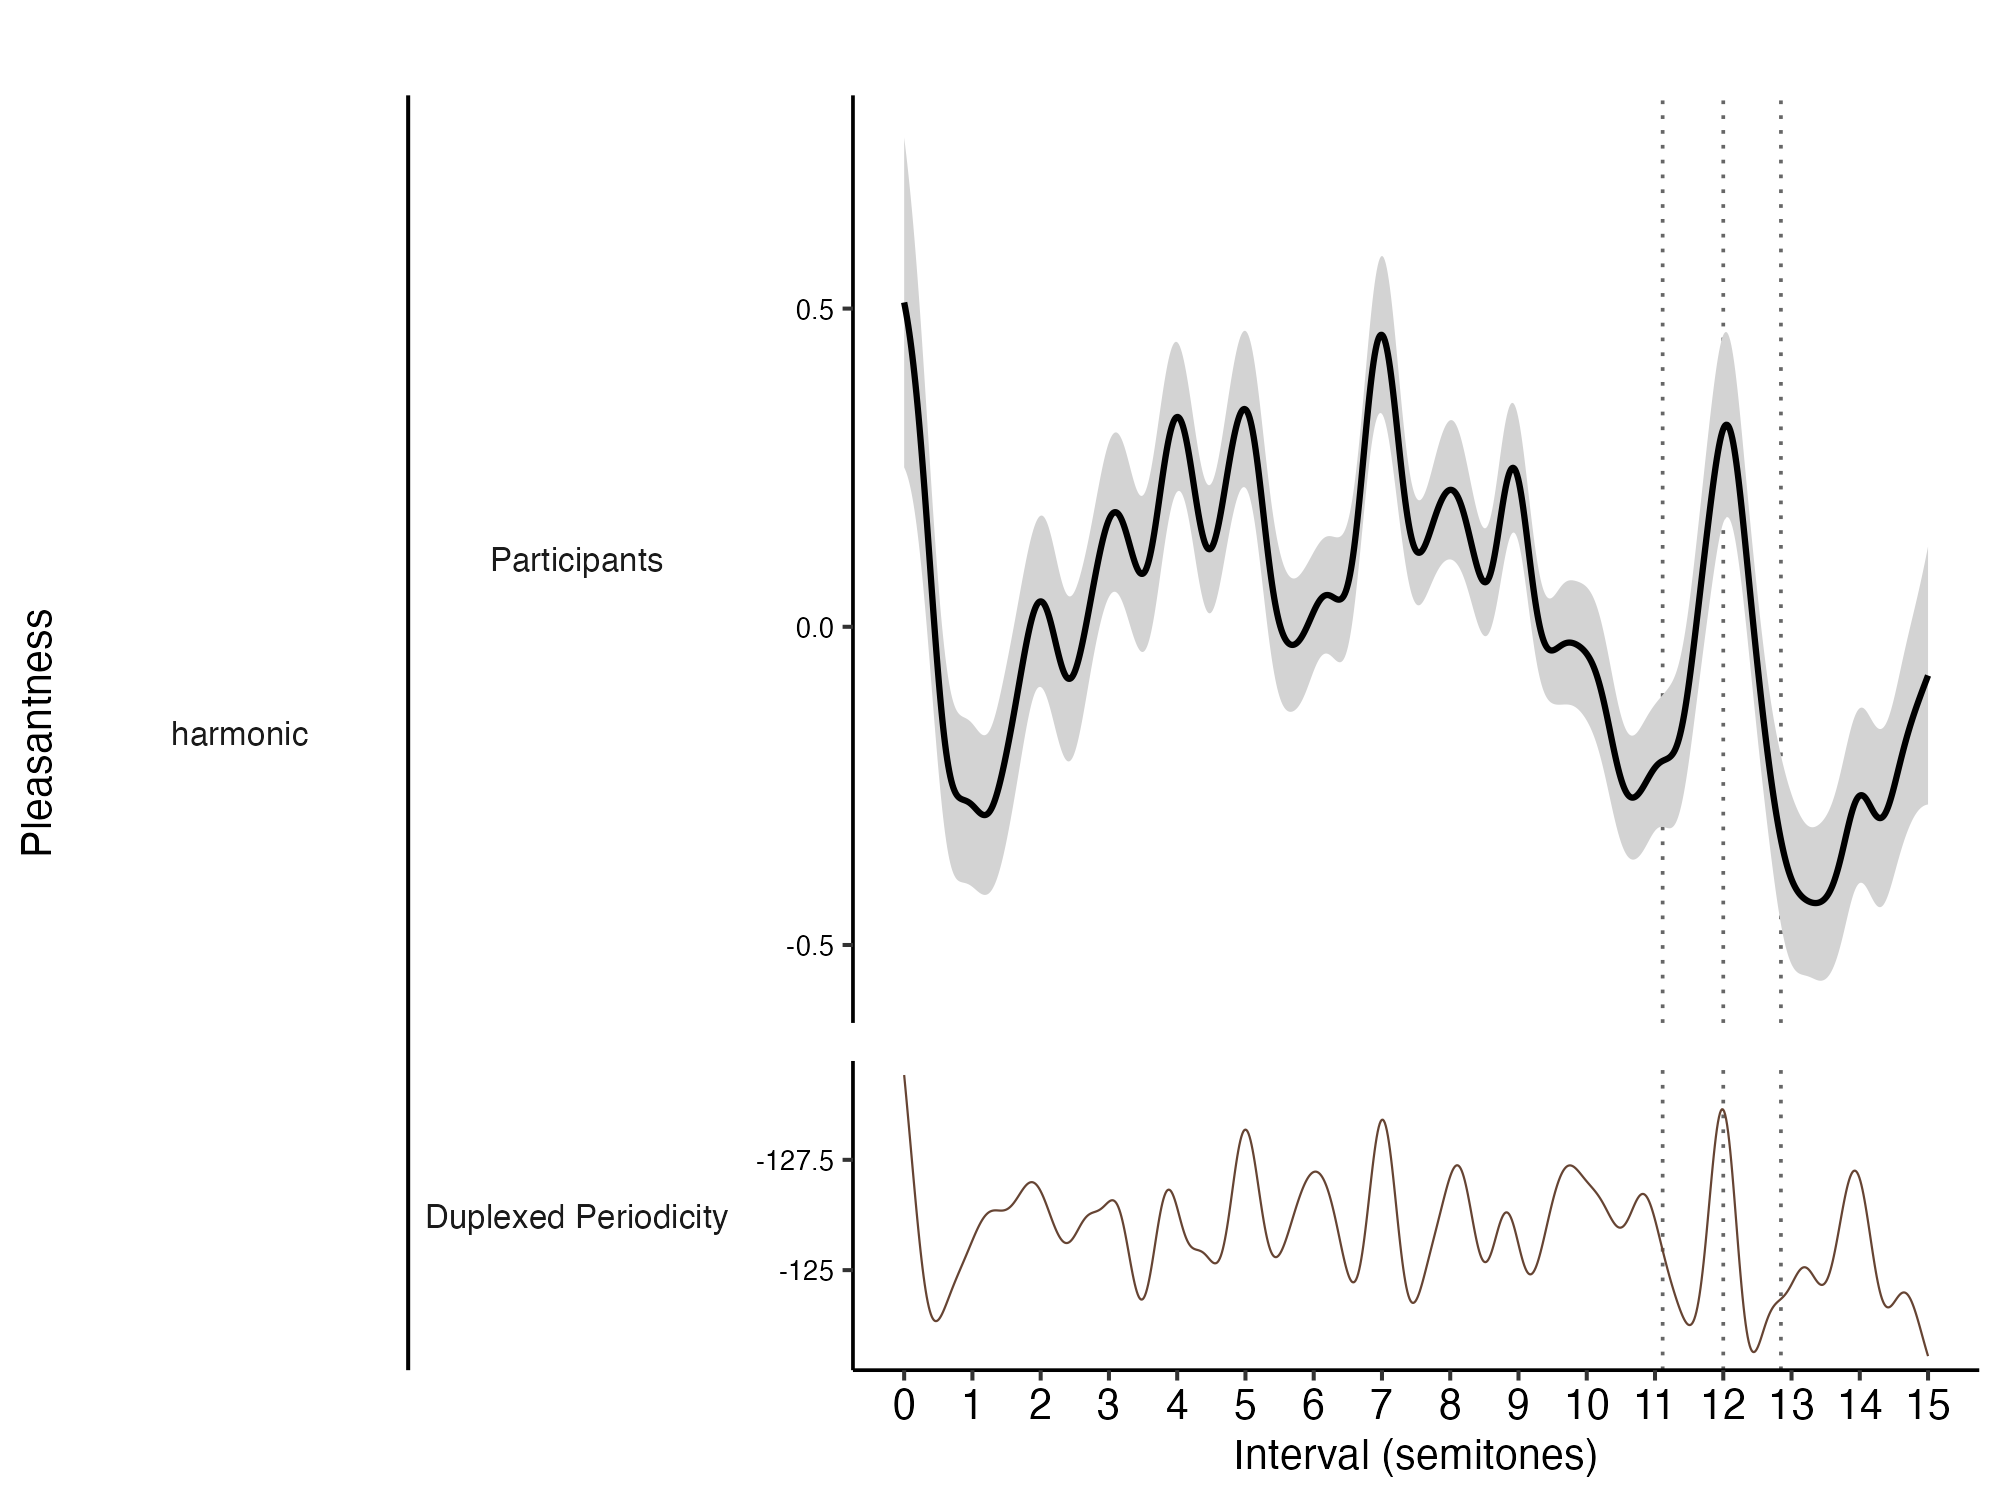 Pleasantness
harmonic
Participants
0.5
0.0
-0.5
Duplexed Periodicity
-127.5
-125
0 1 2 3 4 5 6 7 8 9 10 11 12 13 14 15
Interval (semitones)